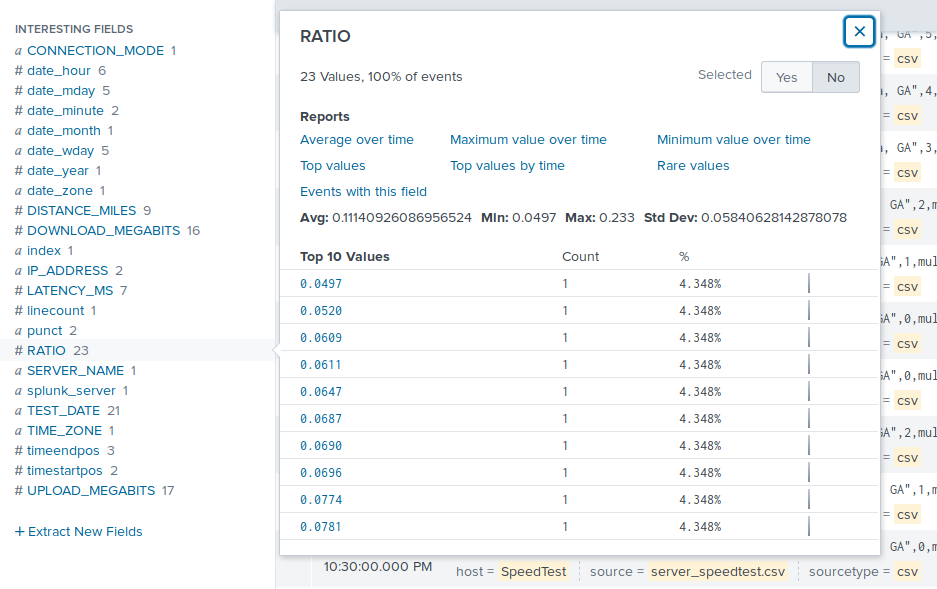 INTERESTING FIELDS
a CONNECTION_MODE 1
# date_hour 6
# date_mday 5
# date_minute 2
a date_month 1
a date_wday 5
# date_year 1
a date_zone 1
# DISTANCE_MILES 9
# DOWNLOAD_MEGABITS 16
a index 1
a IP_ADDRESS 2
# LATENCY_MS 7
# linecount 1
a punct 2
# RATIO 23
a SERVER_NAME 1
a splunk_server 1
a TEST_DATE 21
a TIME_ZONE 1
# timeendpos 3
# timestartpos 2
# UPLOAD_MEGABITS 17
+ Extract New Fields
RATIO
23 Values, 100% of events
Selected Yes No
Reports
Average over time Maximum value over time Minimum value over time
Top values Top values by time Rare values
Events with this field
Avg: 0.11140926086956524 Min: 0.0497 Max: 0.233 Std Dev: 0.05840628142878078
Top 10 Values Count %
0.0497 1 4.348%
0.0520 1 4.348%
0.0609 1 4.348%
0.0611 1 4.348%
0.0647 1 4.348%
0.0687 1 4.348%
0.0690 1 4.348%
0.0696 1 4.348%
0.0774 1 4.348%
0.0781 1 4.348%
GA",5,
= csv
, GA",4,
= csv
, GA",3,
= csv
GA",2,m
= csv
GA",1,mul
= csv
GA",0,mul
= csv
GA",0,mul
= csv
GA",2,mul
= csv
GA",1,m
= csv
GA",0,m
10:30:00.000 PM host = SpeedTest source = server_speedtest.csv sourcetype = csv